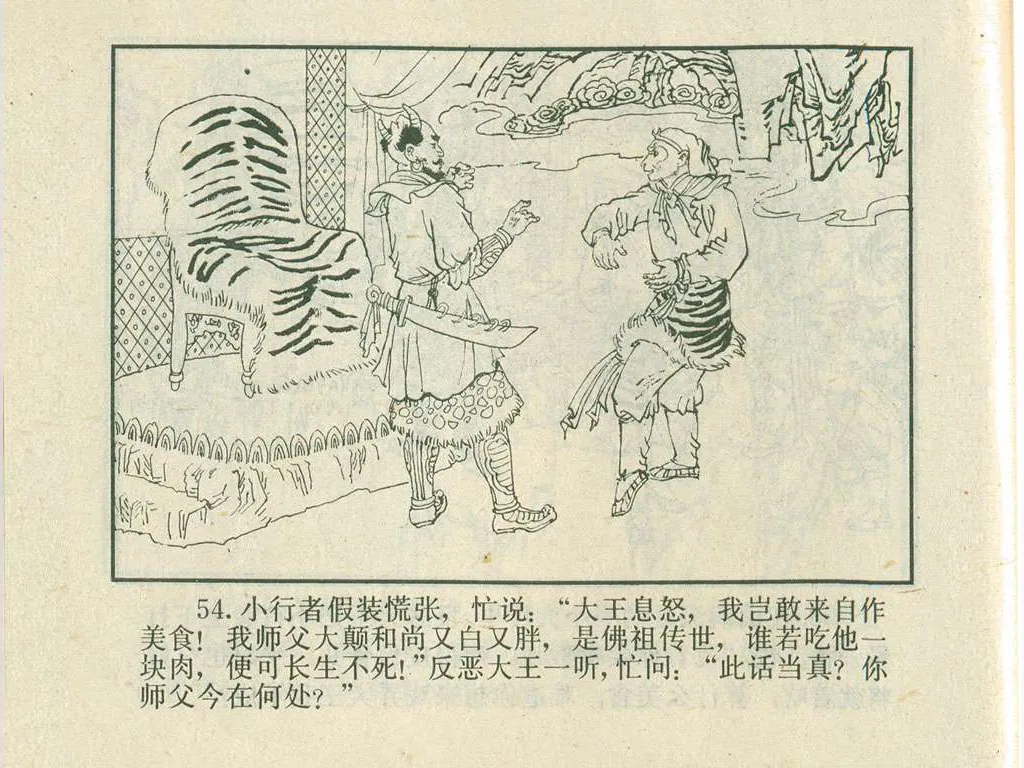 54. 小行者假装慌张，忙说：“大王息怒，我岂敢来自作
美食！我师父大颠和尚又白又胖，是佛祖传世，谁若吃他一
块肉，便可长生不死！”反恶大王一听，忙问：“此话当真？你
师父今在何处？”